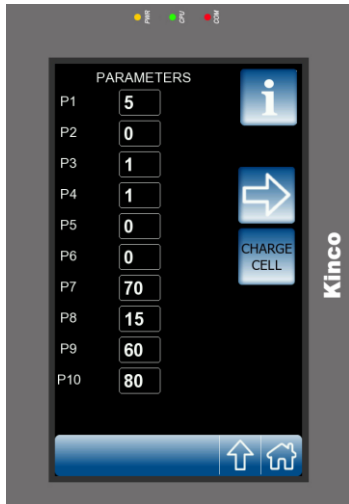 PWR
CPU
COM
PARAMETERS
i
P1 5
P2 0
P3 1
P4 1
P5 0
P6 0
P7 70
P8 15
P9 60
P10 80
CHARGE
CELL
Kinco